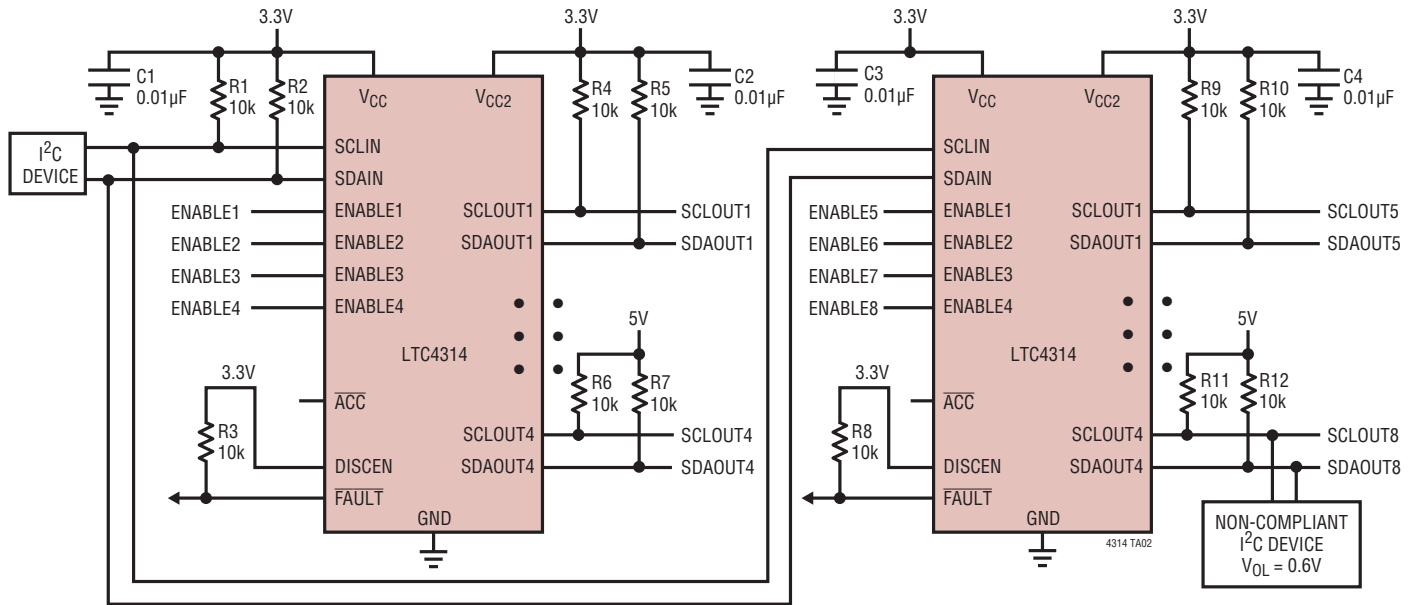 3.3V
3.3V
3.3V
3.3V
C1
0.01µF
R1
10k
R2
10k
VCC
VCC2
R4
10k
R5
10k
C2
0.01µF
C3
0.01µF
VCC
VCC2
R9
10k
R10
10k
C4
0.01µF
I2C
DEVICE
SCLIN
SDAIN
ENABLE1
ENABLE2
ENABLE3
ENABLE4
ENABLE1
ENABLE2
ENABLE3
ENABLE4
SCLOUT1
SDAOUT1
SCLOUT1
SDAOUT1
LTC4314
5V
R6
10k
R7
10k
3.3V
R3
10k
ACC
DISCEN
FAULT
SCLOUT4
SDAOUT4
SCLOUT4
SDAOUT4
GND
SCLIN
SDAIN
ENABLE5
ENABLE6
ENABLE7
ENABLE8
ENABLE1
ENABLE2
ENABLE3
ENABLE4
SCLOUT1
SDAOUT1
SCLOUT5
SDAOUT5
LTC4314
5V
R11
10k
R12
10k
3.3V
R8
10k
ACC
DISCEN
FAULT
SCLOUT4
SDAOUT4
SCLOUT8
SDAOUT8
GND
4314 TA02
NON-COMPLIANT
I2C DEVICE
VOL = 0.6V